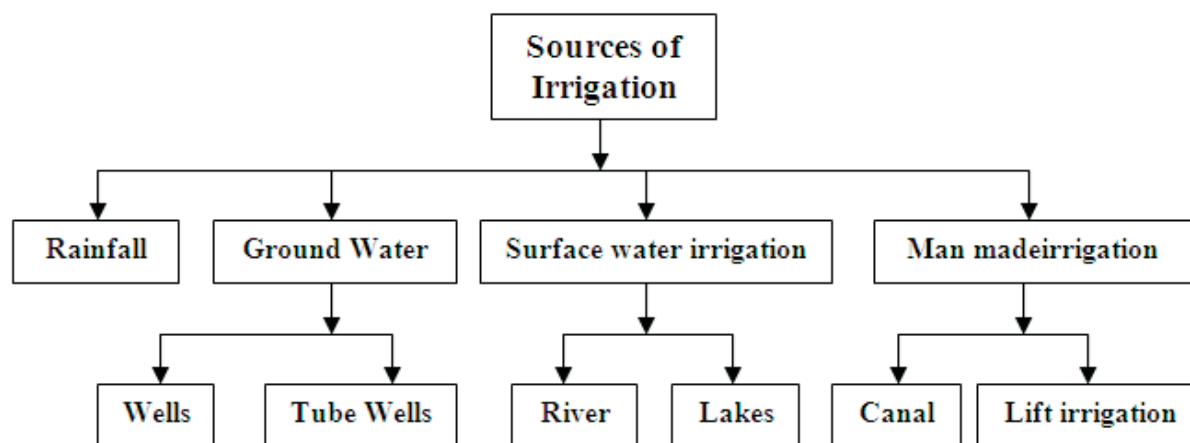 Sources of
Irrigation
Rainfall
Ground Water
Surface water irrigation
Man madeirrigation
Wells
Tube Wells
River
Lakes
Canal
Lift irrigation